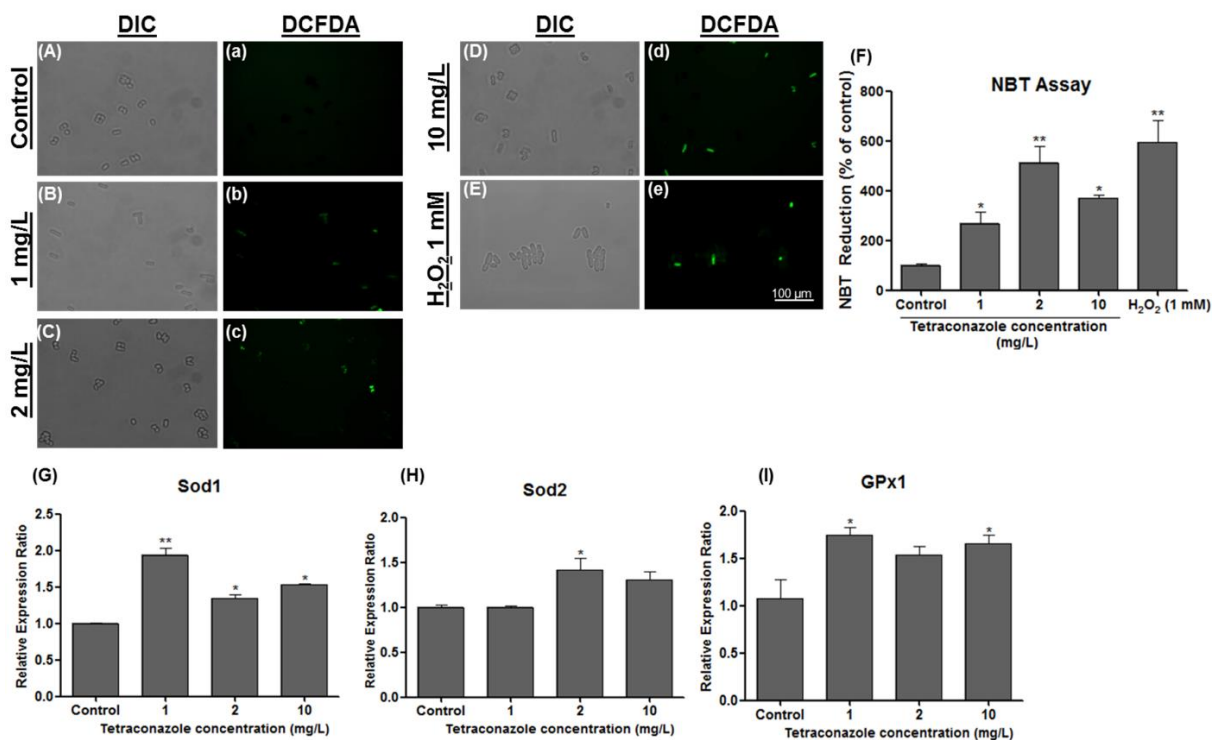 DIC
DCFDA
(A)
(a)
Control
(B)
(b)
1 mg/L
(C)
(c)
2 mg/L
DIC
DCFDA
(D)
(d)
10 mg/L
(E)
(e)
H₂O₂ 1 mM
100 µm
(F)
NBT Assay
NBT Reduction (% of control)
800
600
400
200
0
*
**
*
**
Control
1
2
10
H₂O₂ (1 mM)
Tetraconazole concentration
(mg/L)
(G)
Sod1
Relative Expression Ratio
2.5
2.0
1.5
1.0
0.5
0.0
**
*
*
Control
1
2
10
Tetraconazole concentration (mg/L)
(H)
Sod2
Relative Expression Ratio
2.0
1.5
1.0
0.5
0.0
*
Control
1
2
10
Tetraconazole concentration (mg/L)
(I)
GPx1
Relative Expression Ratio
2.0
1.5
1.0
0.5
0.0
*
*
Control
1
2
10
Tetraconazole concentration (mg/L)